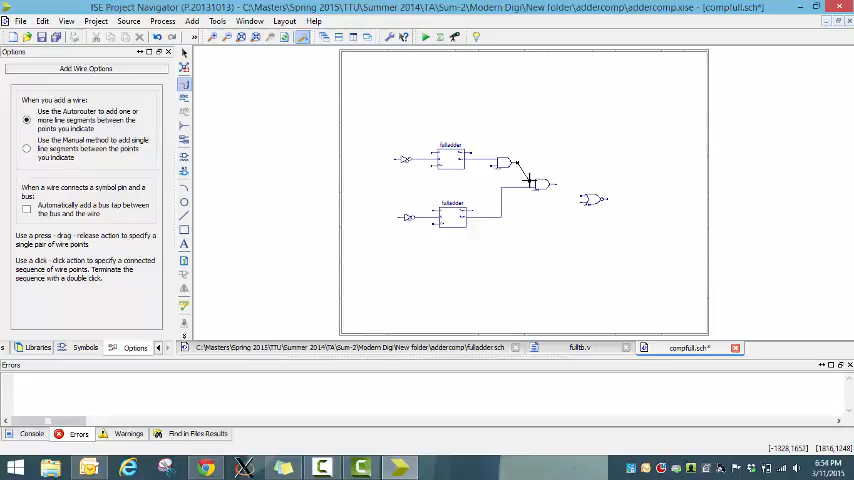 ISE Project Navigator (P.20131013) - C:\Masters\Spring 2015\TTU\Summer 2014\TA\Sum-2\Modern Digi\New folder\addercomp\addercomp.xise - [compfull.sch*]
File Edit View Project Source Process Add Tools Window Layout Help
Options
Add Wire Options
When you add a wire:
Use the Autorouter to add one or
more line segments between the
points you indicate
Use the Manual method to add single
line segments between the points
you indicate
When a wire connects a symbol pin and a
bus:
Automatically add a bus tap between
the bus and the wire
Use a press - drag - release action to specify a
single pair of wire points
Use a click - click action to specify a connected
sequence of wire points. Terminate the
sequence with a double click.
fulladder
fulladder
s Libraries Symbols Options
C:\Masters\Spring 2015\TTU\Summer 2014\TA\Sum-2\Modern Digi\New folder\addercomp\fulladder.sch
fulltb.v
compfull.sch*
Errors
Console Errors Warnings Find in Files Results
[-1328,1652] [1816,1248]
6:54 PM
3/11/2015